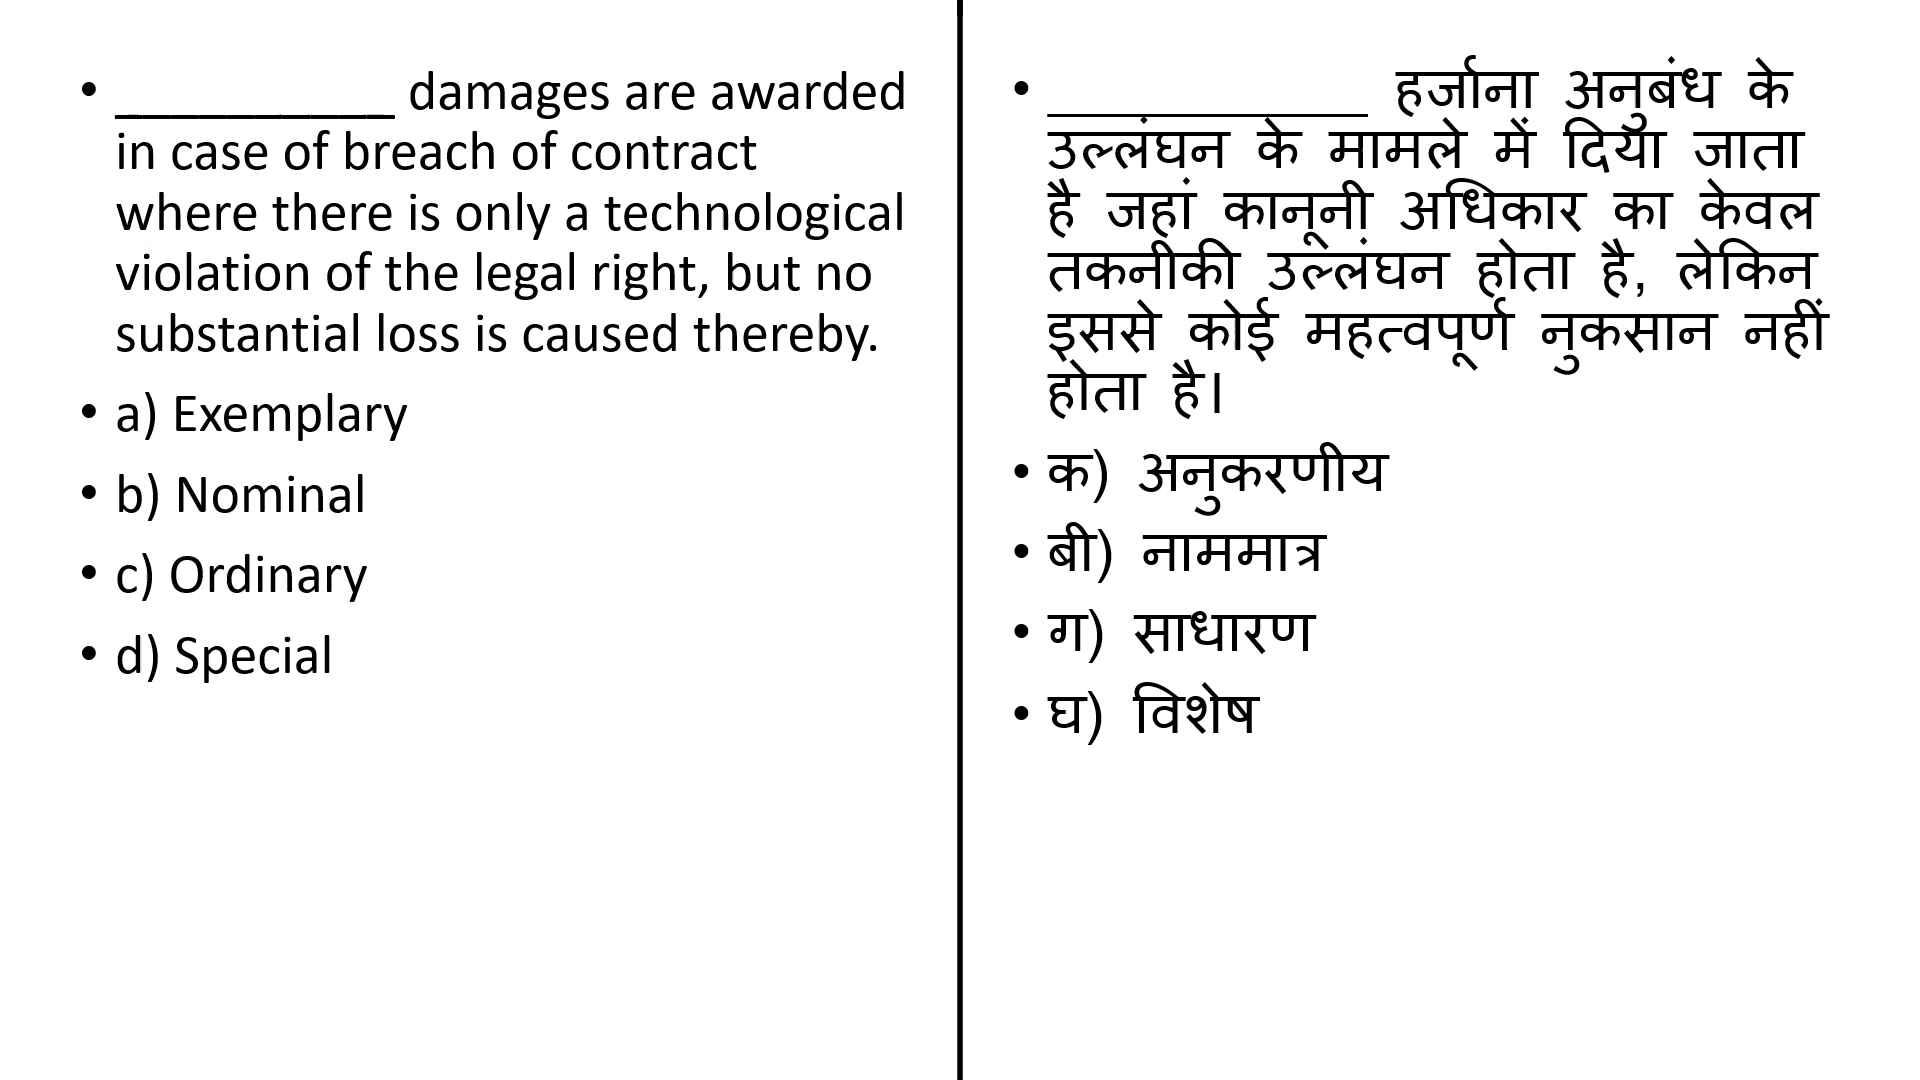 • ___________ damages are awarded
in case of breach of contract
where there is only a technological
violation of the legal right, but no
substantial loss is caused thereby.
• a) Exemplary
• b) Nominal
• c) Ordinary
• d) Special
• ___________ हर्जाना अनुबंध के
उल्लंघन के मामले में दिया जाता
है जहां कानूनी अधिकार का केवल
तकनीकी उल्लंघन होता है, लेकिन
इससे कोई महत्वपूर्ण नुकसान नहीं
होता है।
• क) अनुकरणीय
• बी) नाममात्र
• ग) साधारण
• घ) विशेष